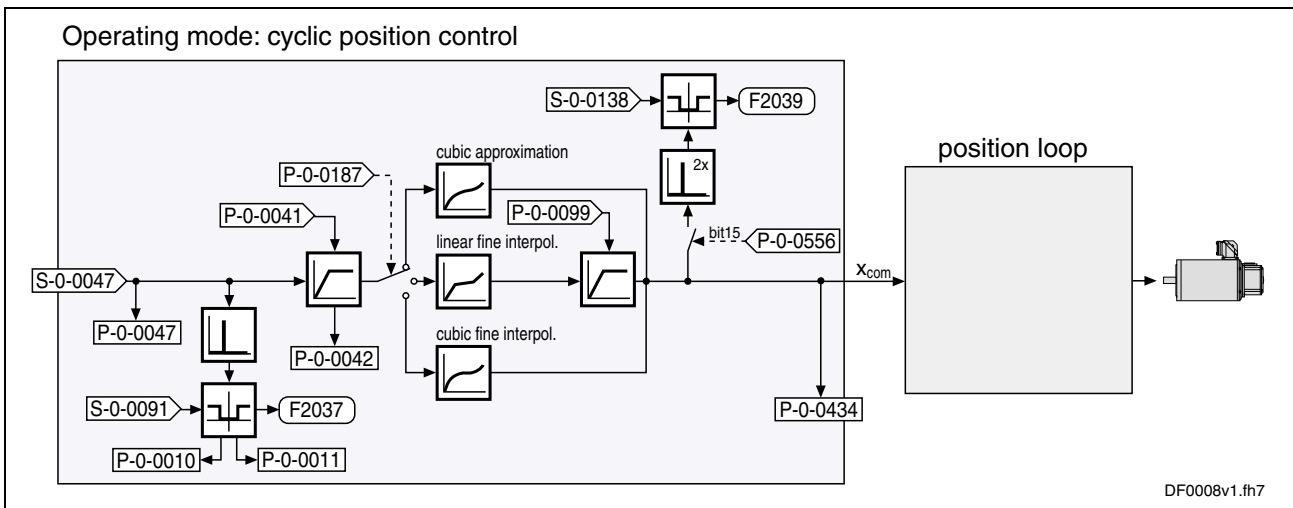 Operating mode: cyclic position control
S-0-0138
F2039
cubic approximation
2x
position loop
P-0-0187
P-0-0041
P-0-0099
linear fine interpol.
bit15
P-0-0556
S-0-0047
xcom
P-0-0047
P-0-0042
cubic fine interpol.
S-0-0091
F2037
P-0-0434
P-0-0010
P-0-0011
DF0008v1.fh7